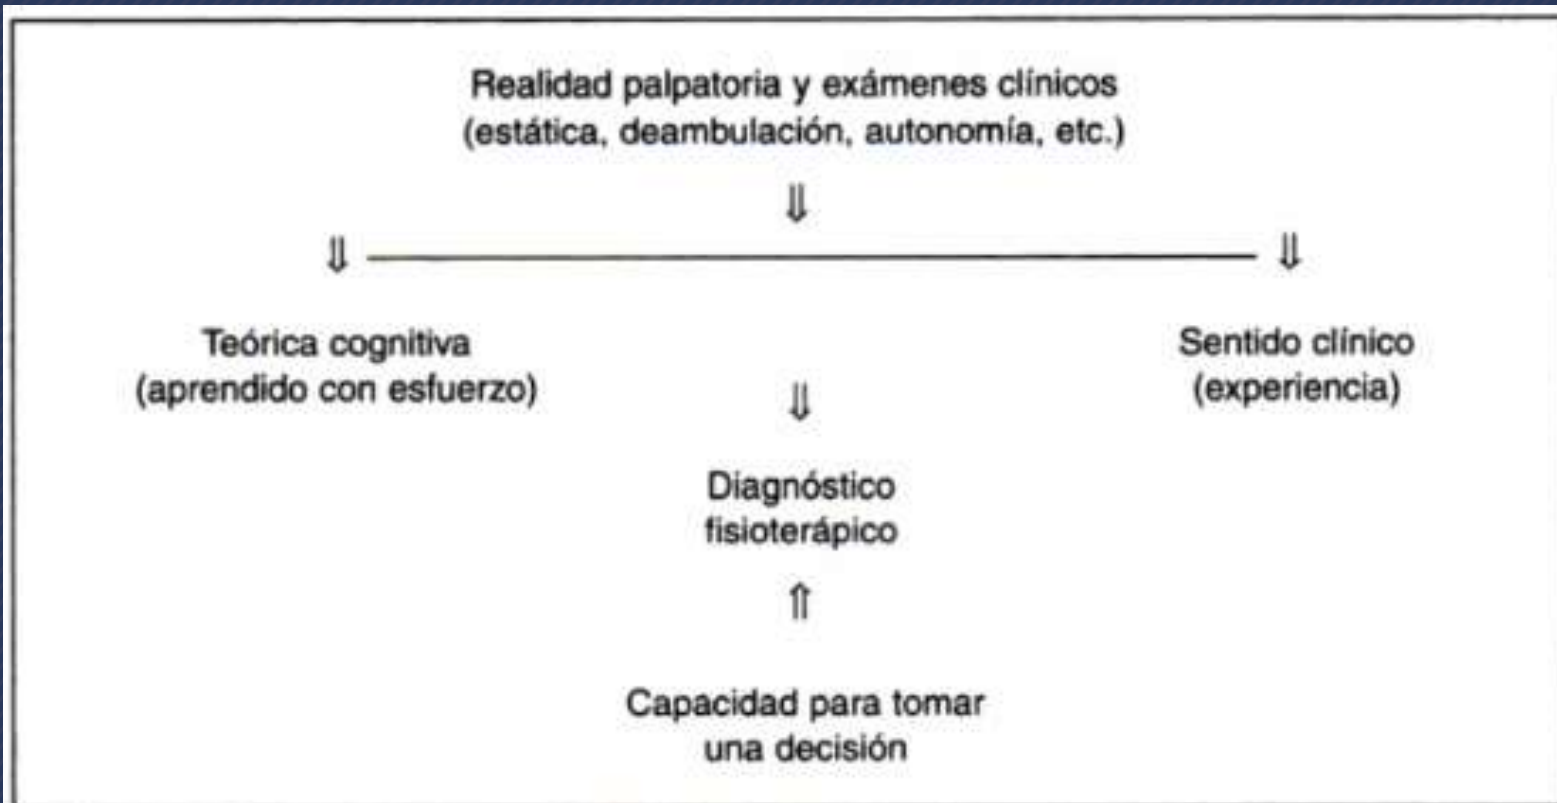 Realidad palpatoria y exámenes clínicos
(estática, deambulación, autonomía, etc.)
⇓
⇓ ⇓
Teórica cognitiva
(aprendido con esfuerzo)
Sentido clínico
(experiencia)
⇓
Diagnóstico
fisioterápico
⇑
Capacidad para tomar
una decisión